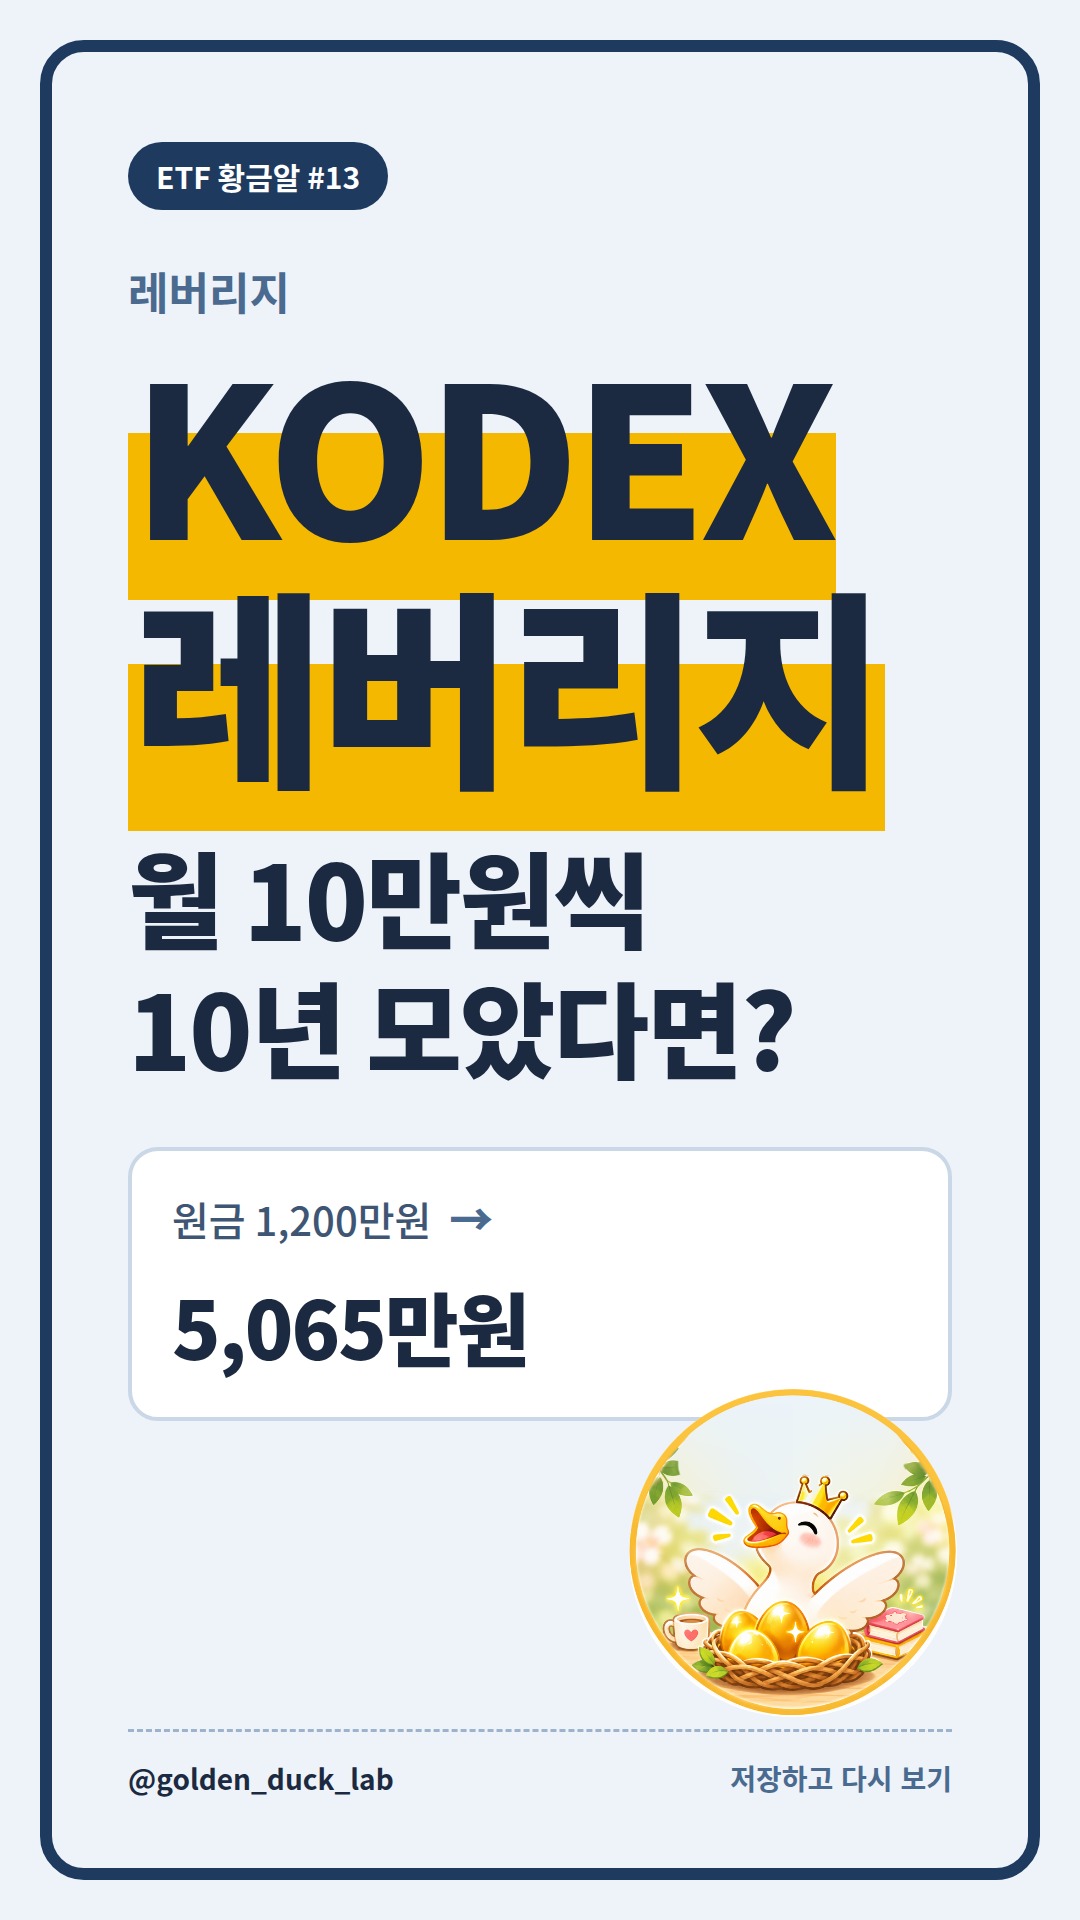 ETF 황금알 #13
레버리지
KODEX
레버리지
월 10만원씩
10년 모았다면?
원금 1,200만원 →
5,065만원
@golden_duck_lab
저장하고 다시 보기